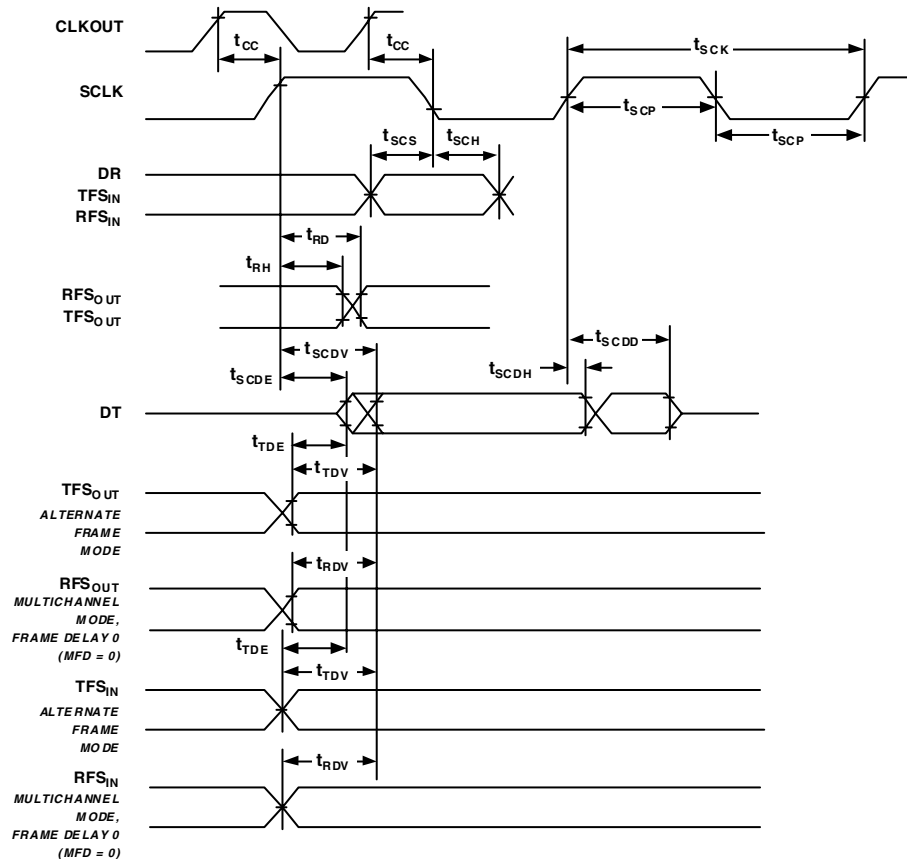 CLKOUT
tCC
tCC
tSCK
SCLK
tSCP
tSCP
tSCS
tSCH
DR
TFSIN
RFSIN
tRD
tRH
RFSOUT
TFSOUT
tSCDV
tSCDD
tSCDE
tSCDH
DT
tTDE
tTDV
TFSOUT
ALTERNATE
FRAME
MODE
tRDV
RFSOUT
MULTICHANNEL
MODE,
FRAME DELAY 0
(MFD = 0)
tTDE
tTDV
TFSIN
ALTERNATE
FRAME
MODE
tRDV
RFSIN
MULTICHANNEL
MODE,
FRAME DELAY 0
(MFD = 0)